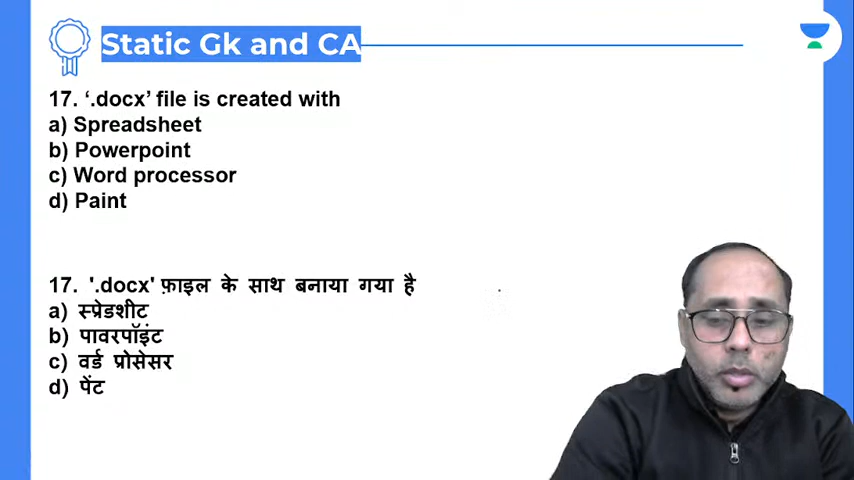 Static Gk and CA
17. ‘.docx’ file is created with
a) Spreadsheet
b) Powerpoint
c) Word processor
d) Paint
17. '.docx' फ़ाइल के साथ बनाया गया है
a) स्प्रेडशीट
b) पावरपॉइंट
c) वर्ड प्रोसेसर
d) पेंट